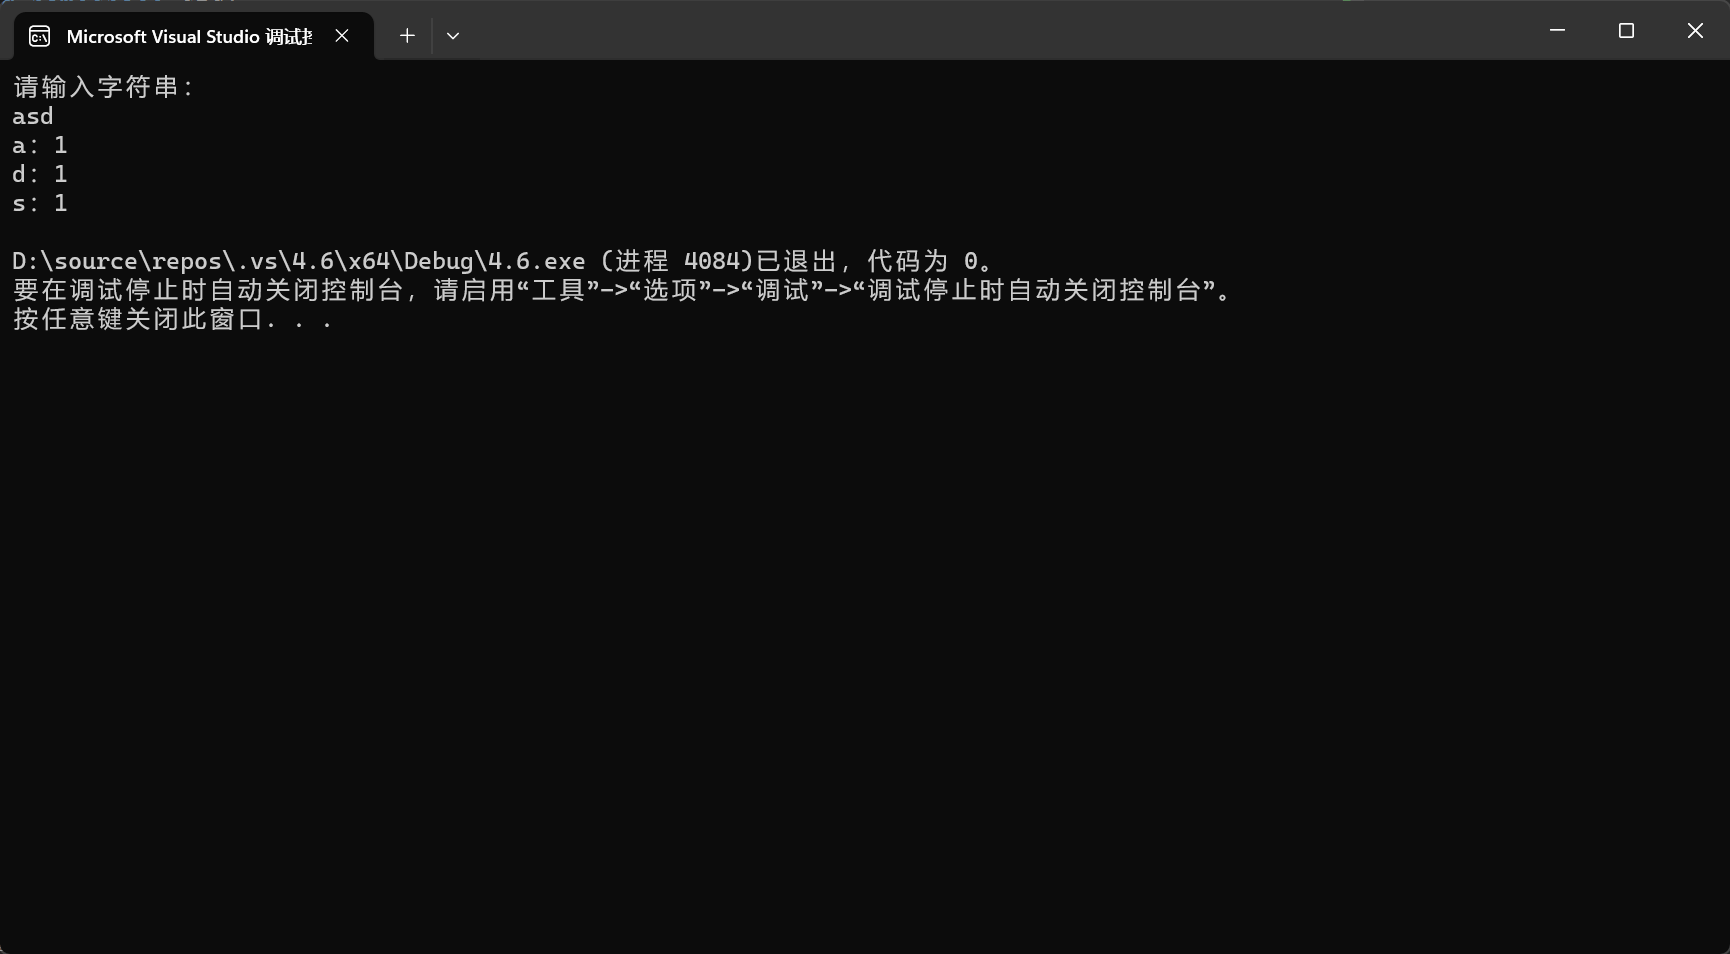 Microsoft Visual Studio 调试
请输入字符串:
asd
a: 1
d: 1
s: 1
D:\source\repos\.vs\4.6\x64\Debug\4.6.exe (进程 4084)已退出，代码为 0。
要在调试停止时自动关闭控制台，请启用“工具”->“选项”->“调试”->“调试停止时自动关闭控制台”。
按任意键关闭此窗口. . .